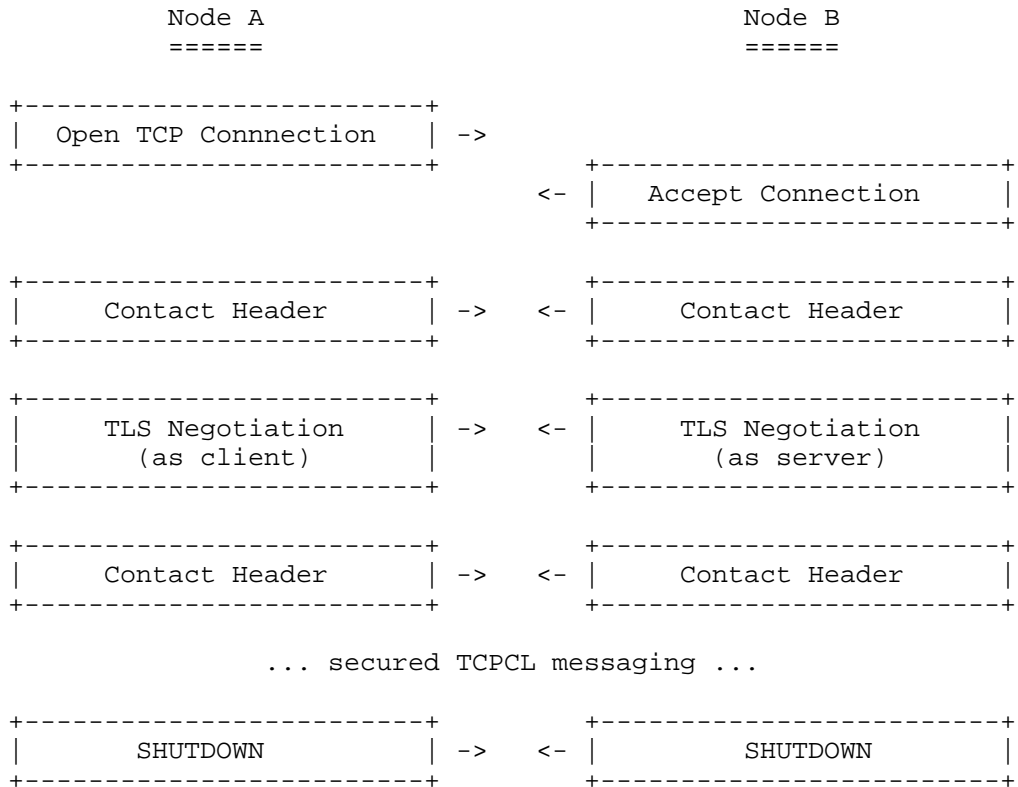 Node A Node B
====== ======
+-------------------------+
| Open TCP Connnection | ->
+-------------------------+ +-------------------------+
<- | Accept Connection |
+-------------------------+
+-------------------------+ +-------------------------+
| Contact Header | -> <- | Contact Header |
+-------------------------+ +-------------------------+
+-------------------------+ +-------------------------+
| TLS Negotiation | -> <- | TLS Negotiation |
| (as client) | | (as server) |
+-------------------------+ +-------------------------+
+-------------------------+ +-------------------------+
| Contact Header | -> <- | Contact Header |
+-------------------------+ +-------------------------+
... secured TCPCL messaging ...
+-------------------------+ +-------------------------+
| SHUTDOWN | -> <- | SHUTDOWN |
+-------------------------+ +-------------------------+